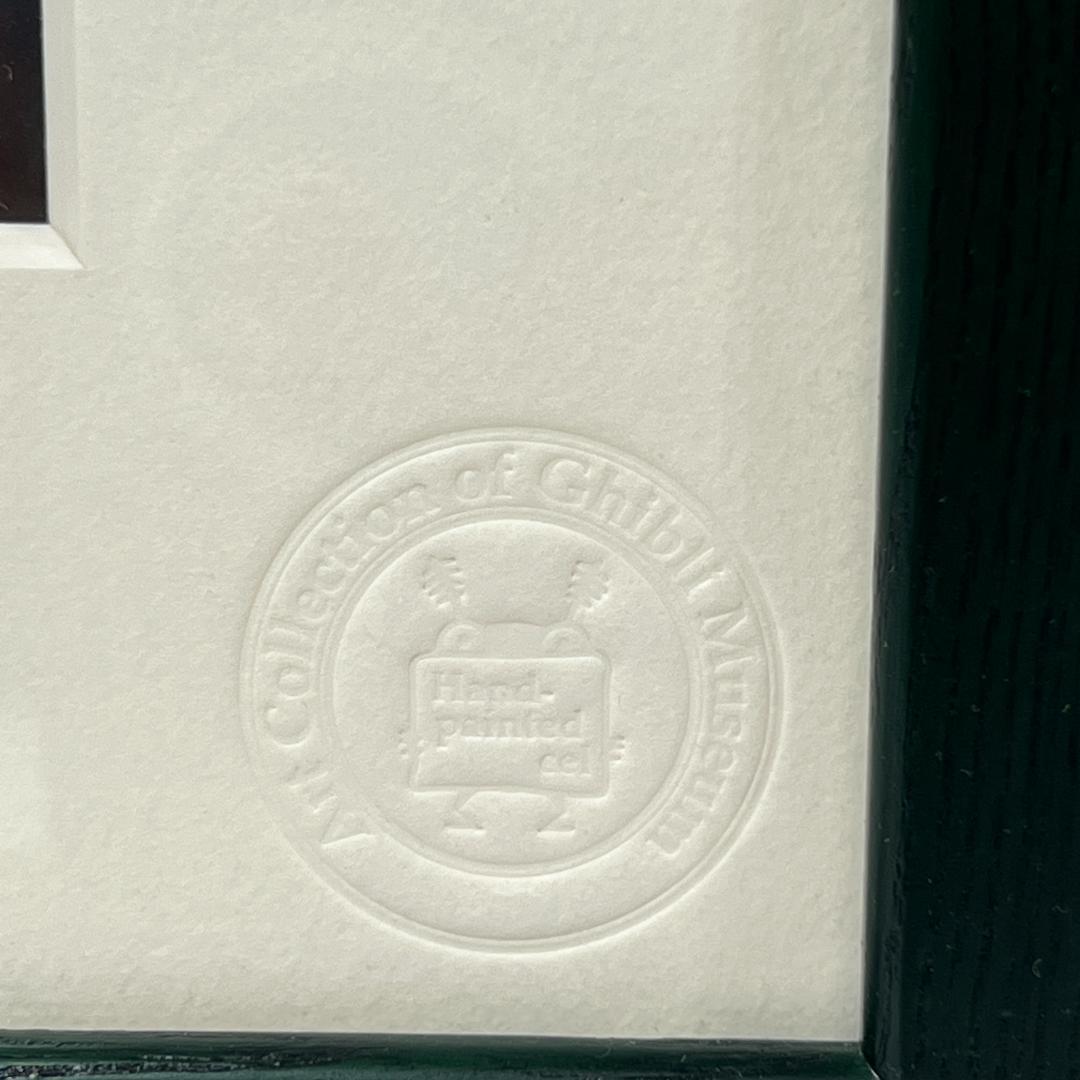 Art Collection of Ghibli Museum
Hand-
painted
cel